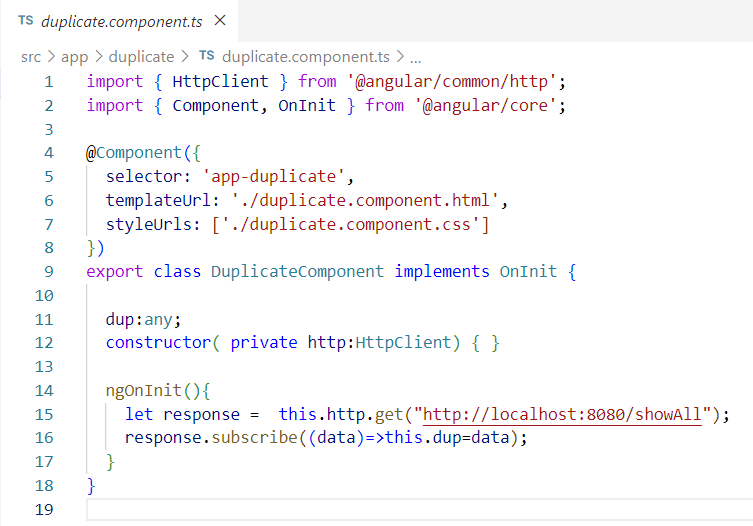 TS duplicate.component.ts ×
src > app > duplicate > TS duplicate.component.ts > ...
1 import { HttpClient } from '@angular/common/http';
2 import { Component, OnInit } from '@angular/core';
3
4 @Component({
5   selector: 'app-duplicate',
6   templateUrl: './duplicate.component.html',
7   styleUrls: ['./duplicate.component.css']
8 })
9 export class DuplicateComponent implements OnInit {
10
11   dup:any;
12   constructor( private http:HttpClient) { }
13
14   ngOnInit(){
15     let response =  this.http.get("http://localhost:8080/showAll");
16     response.subscribe((data)=>this.dup=data);
17   }
18 }
19